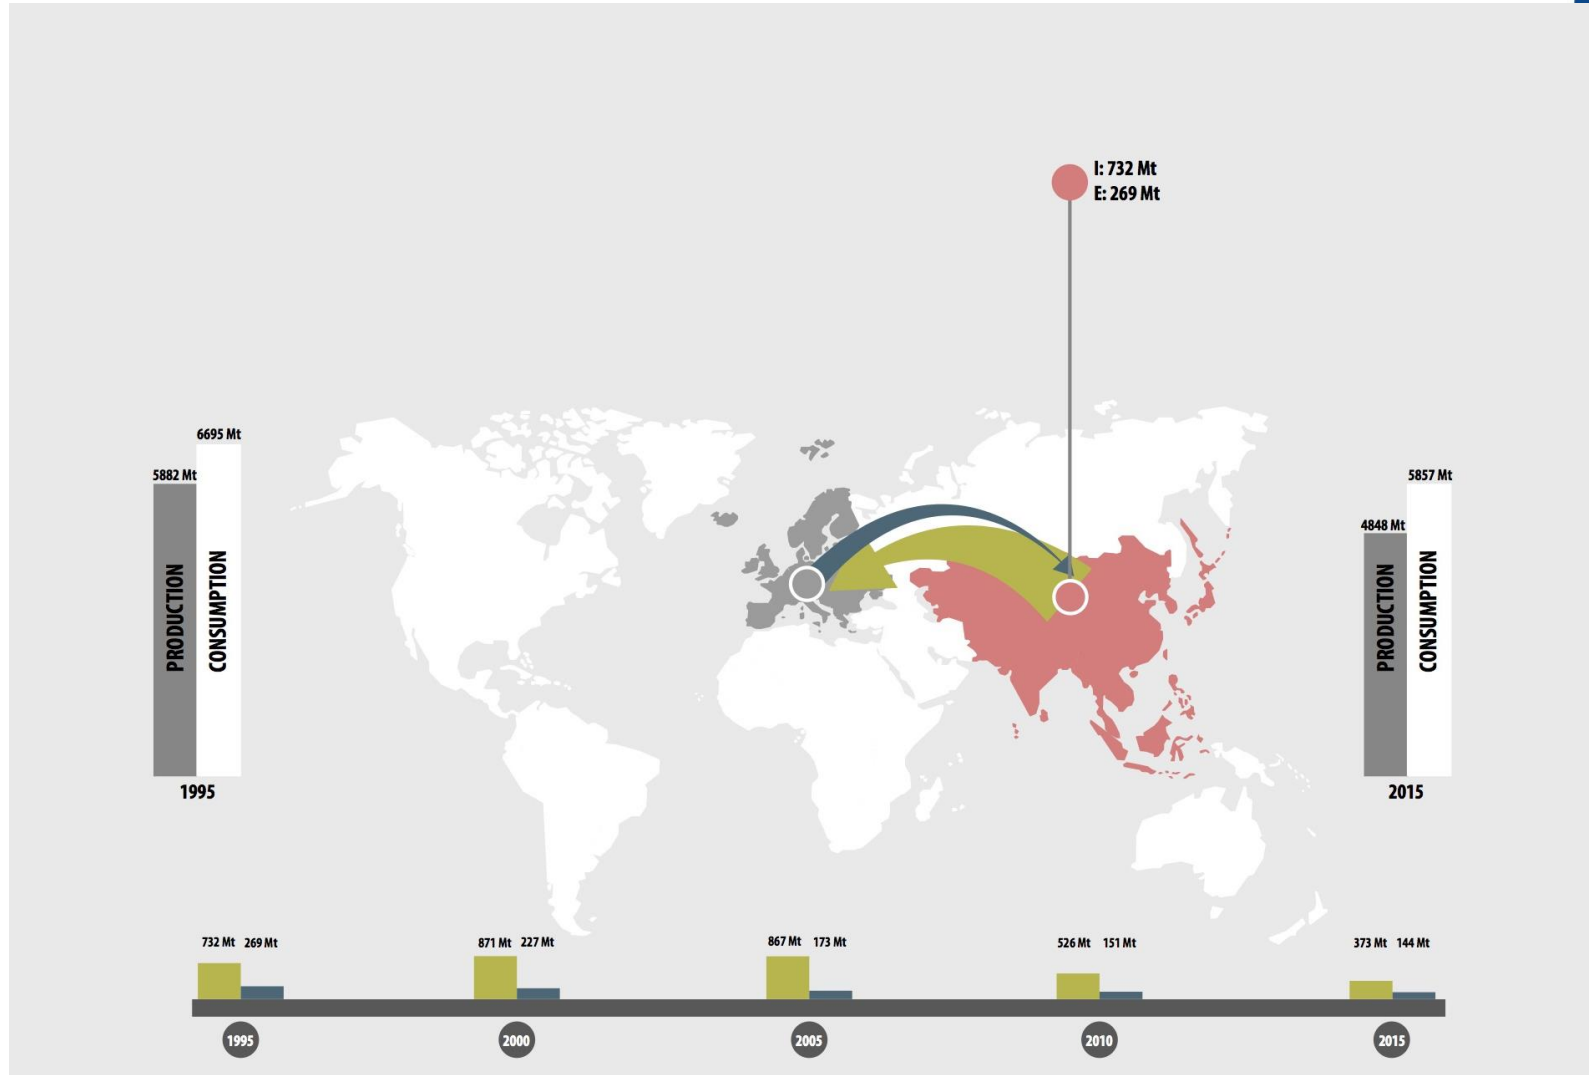 I: 732 Mt
E: 269 Mt
6695 Mt
5882 Mt
PRODUCTION
CONSUMPTION
1995
5857 Mt
4848 Mt
PRODUCTION
CONSUMPTION
2015
732 Mt 269 Mt
871 Mt 227 Mt
867 Mt 173 Mt
526 Mt 151 Mt
373 Mt 144 Mt
1995
2000
2005
2010
2015